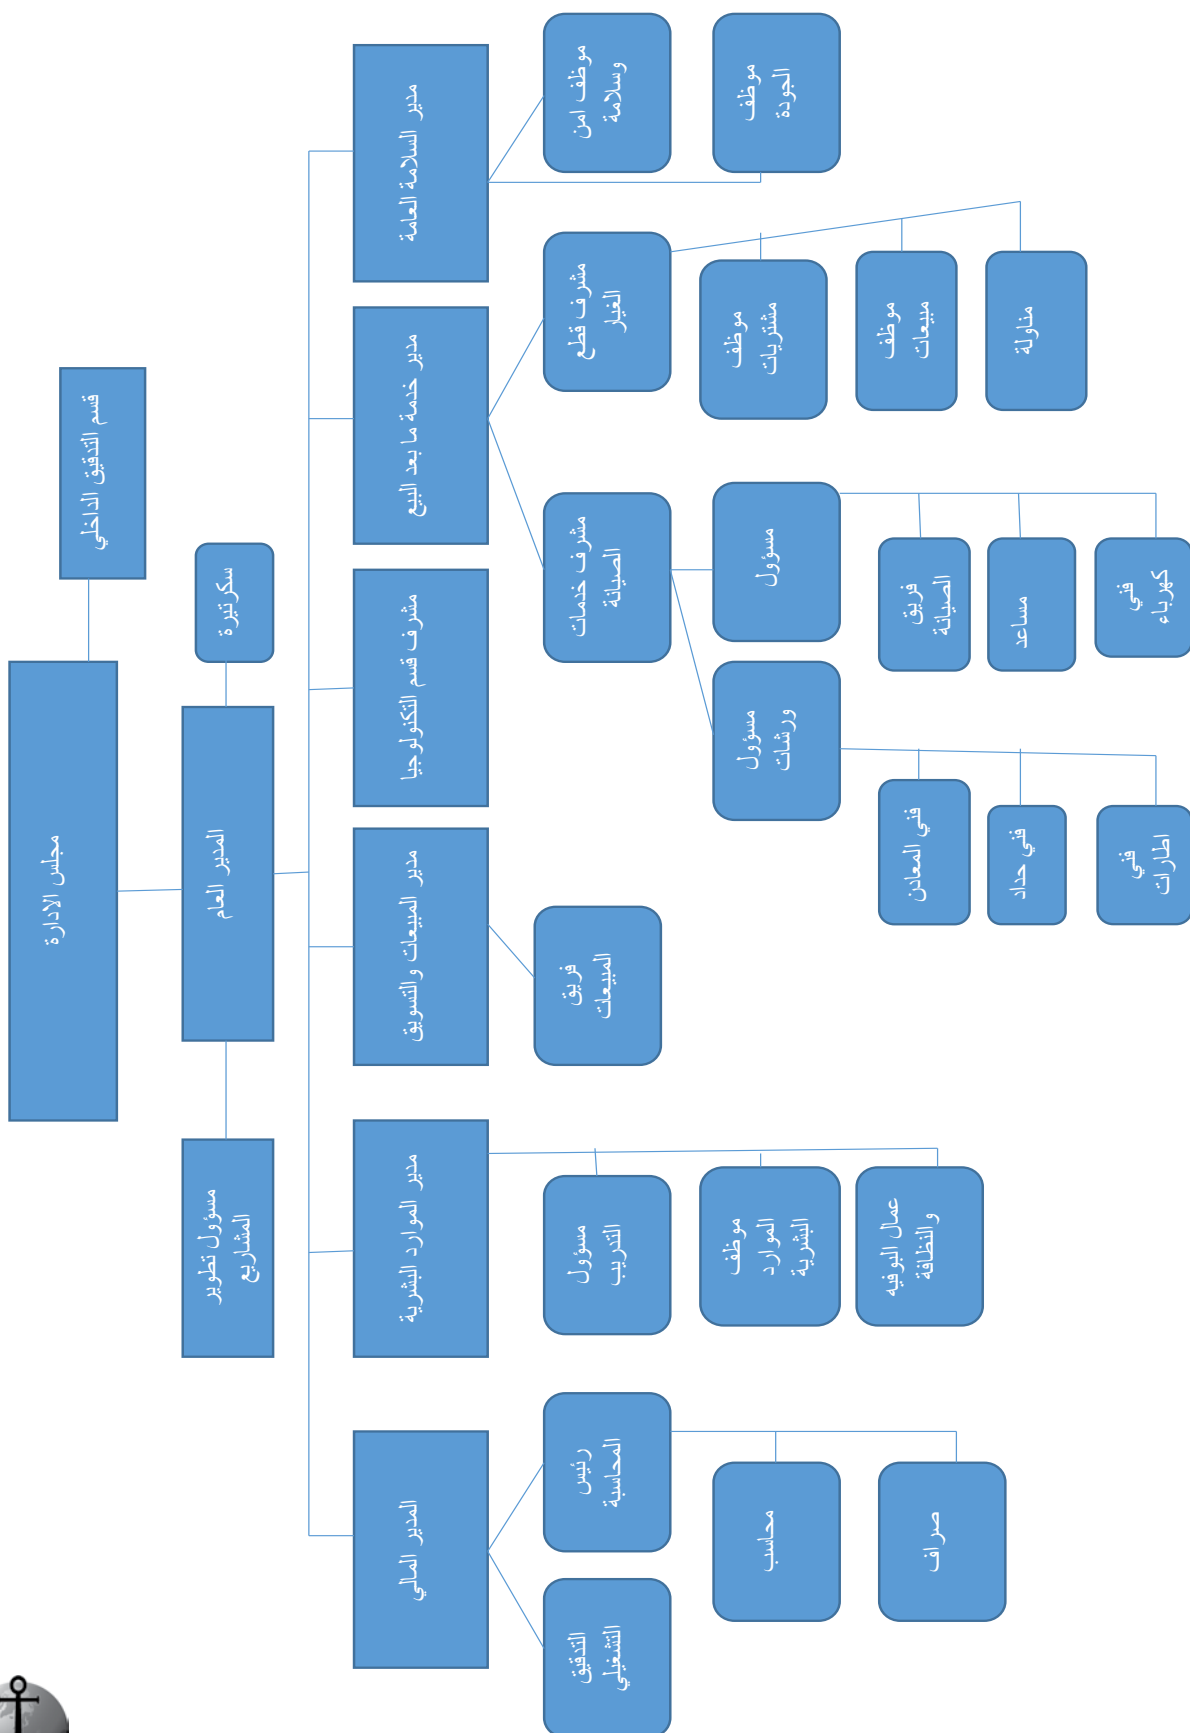 مجلس الادارة
قسم التدقيق الداخلي
المدير العام
سكرتيرة
مسؤول تطوير
المشاريع
مدير السلامة العامة
مدير خدمة ما بعد البيع
مشرف قسم التكنولوجيا
مدير المبيعات والتسويق
مدير الموارد البشرية
المدير المالي
موظف امن
وسلامة
موظف
الجودة
مشرف قطع
الغيار
موظف
مشتريات
موظف
مبيعات
مناولة
مشرف خدمات
الصيانة
مسؤول
فريق
الصيانة
مساعد
فني
كهرباء
مسؤول
ورشات
فني المعادن
فني حداد
فني
اطارات
فريق
المبيعات
مسؤول
التدريب
موظف
الموارد
البشرية
عمال البوفيه
و النظافة
رئيس
المحاسبة
محاسب
صراف
التدقيق
التشغيلي